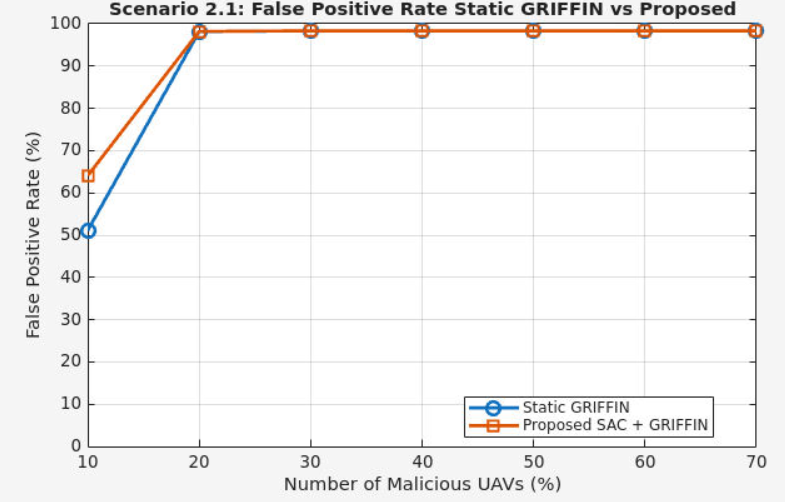 Scenario 2.1: False Positive Rate Static GRIFFIN vs Proposed
100
90
80
70
60
50
40
30
20
10
0
False Positive Rate (%)
10 20 30 40 50 60 70
Number of Malicious UAVs (%)
Static GRIFFIN
Proposed SAC + GRIFFIN